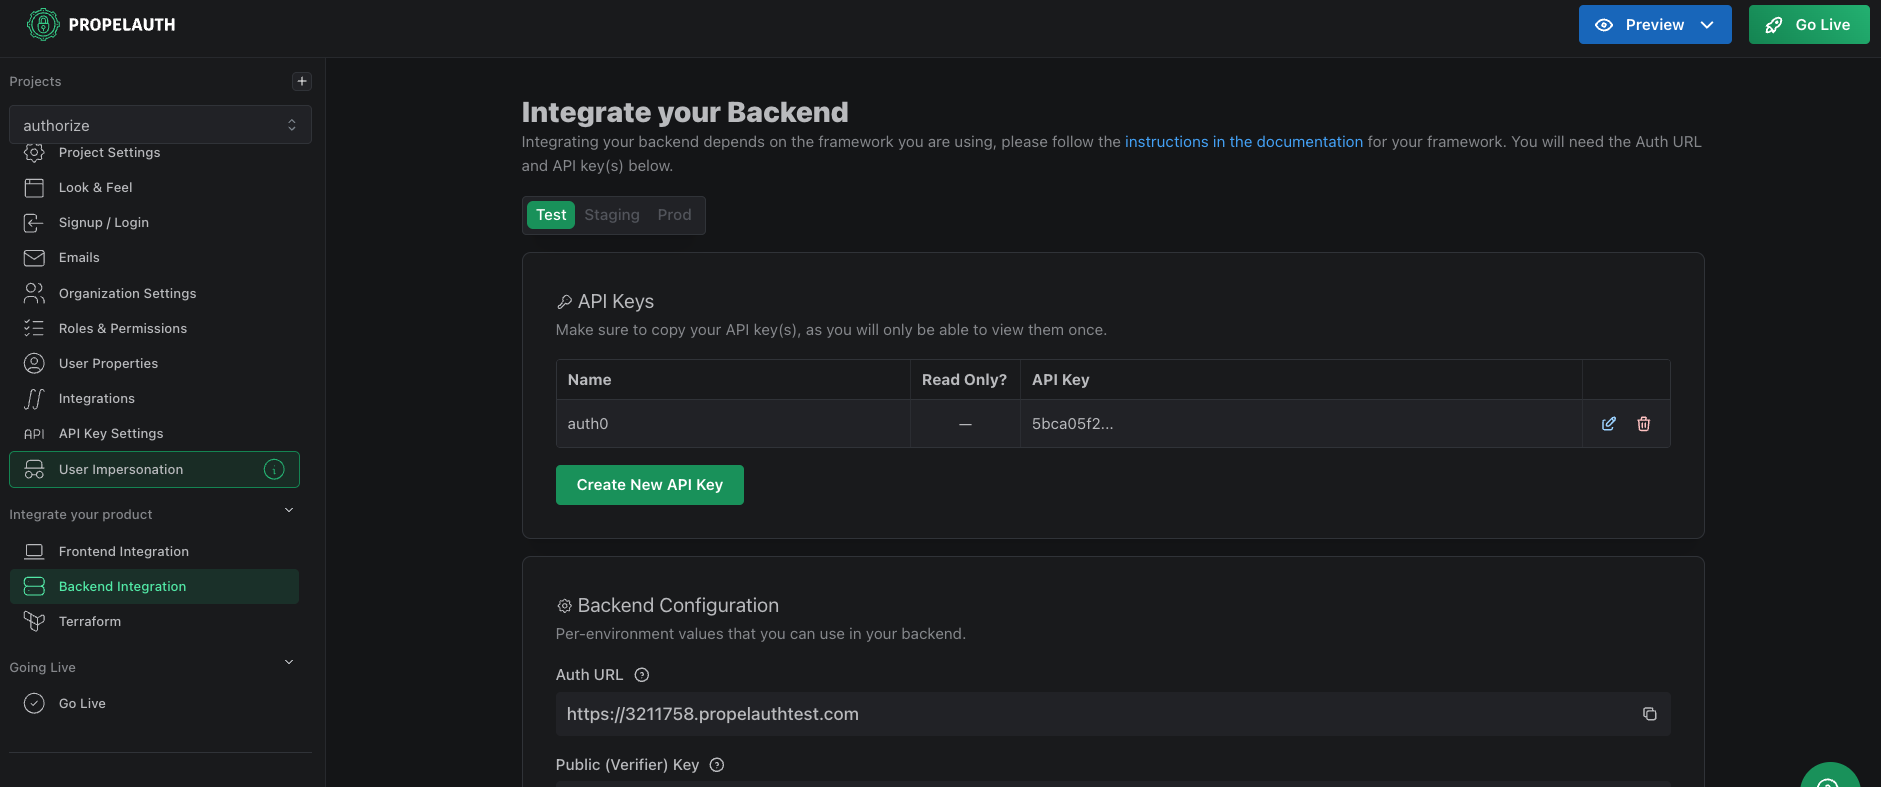 PROPELAUTH
Preview
Go Live
Projects
authorize
Project Settings
Look & Feel
Signup / Login
Emails
Organization Settings
Roles & Permissions
User Properties
Integrations
API
API Key Settings
User Impersonation
Integrate your product
Frontend Integration
Backend Integration
Terraform
Going Live
Go Live
Integrate your Backend
Integrating your backend depends on the framework you are using, please follow the instructions in the documentation for your framework. You will need the Auth URL
and API key(s) below.
Test Staging Prod
API Keys
Make sure to copy your API key(s), as you will only be able to view them once.
Name Read Only? API Key
auth0 — 5bca05f2...
Create New API Key
Backend Configuration
Per-environment values that you can use in your backend.
Auth URL
https://3211758.propelauthtest.com
Public (Verifier) Key